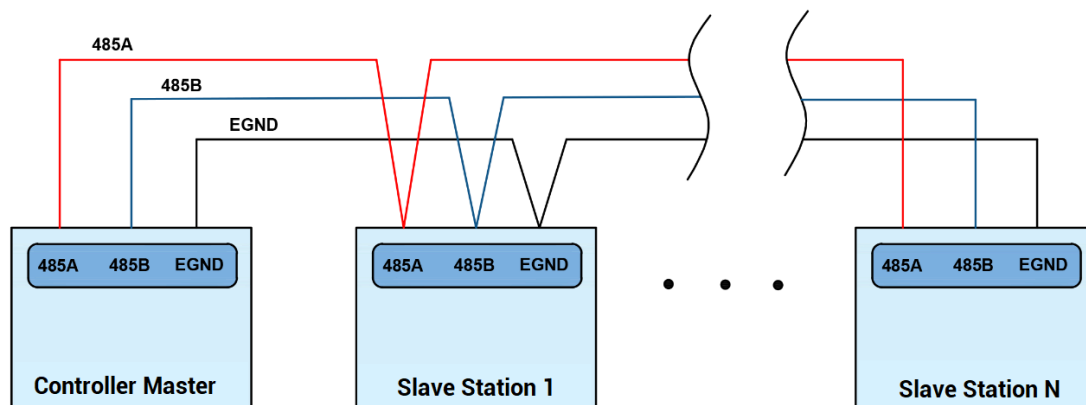 485A
485B
EGND
485A 485B EGND
485A 485B EGND
485A 485B EGND
Controller Master
Slave Station 1
Slave Station N